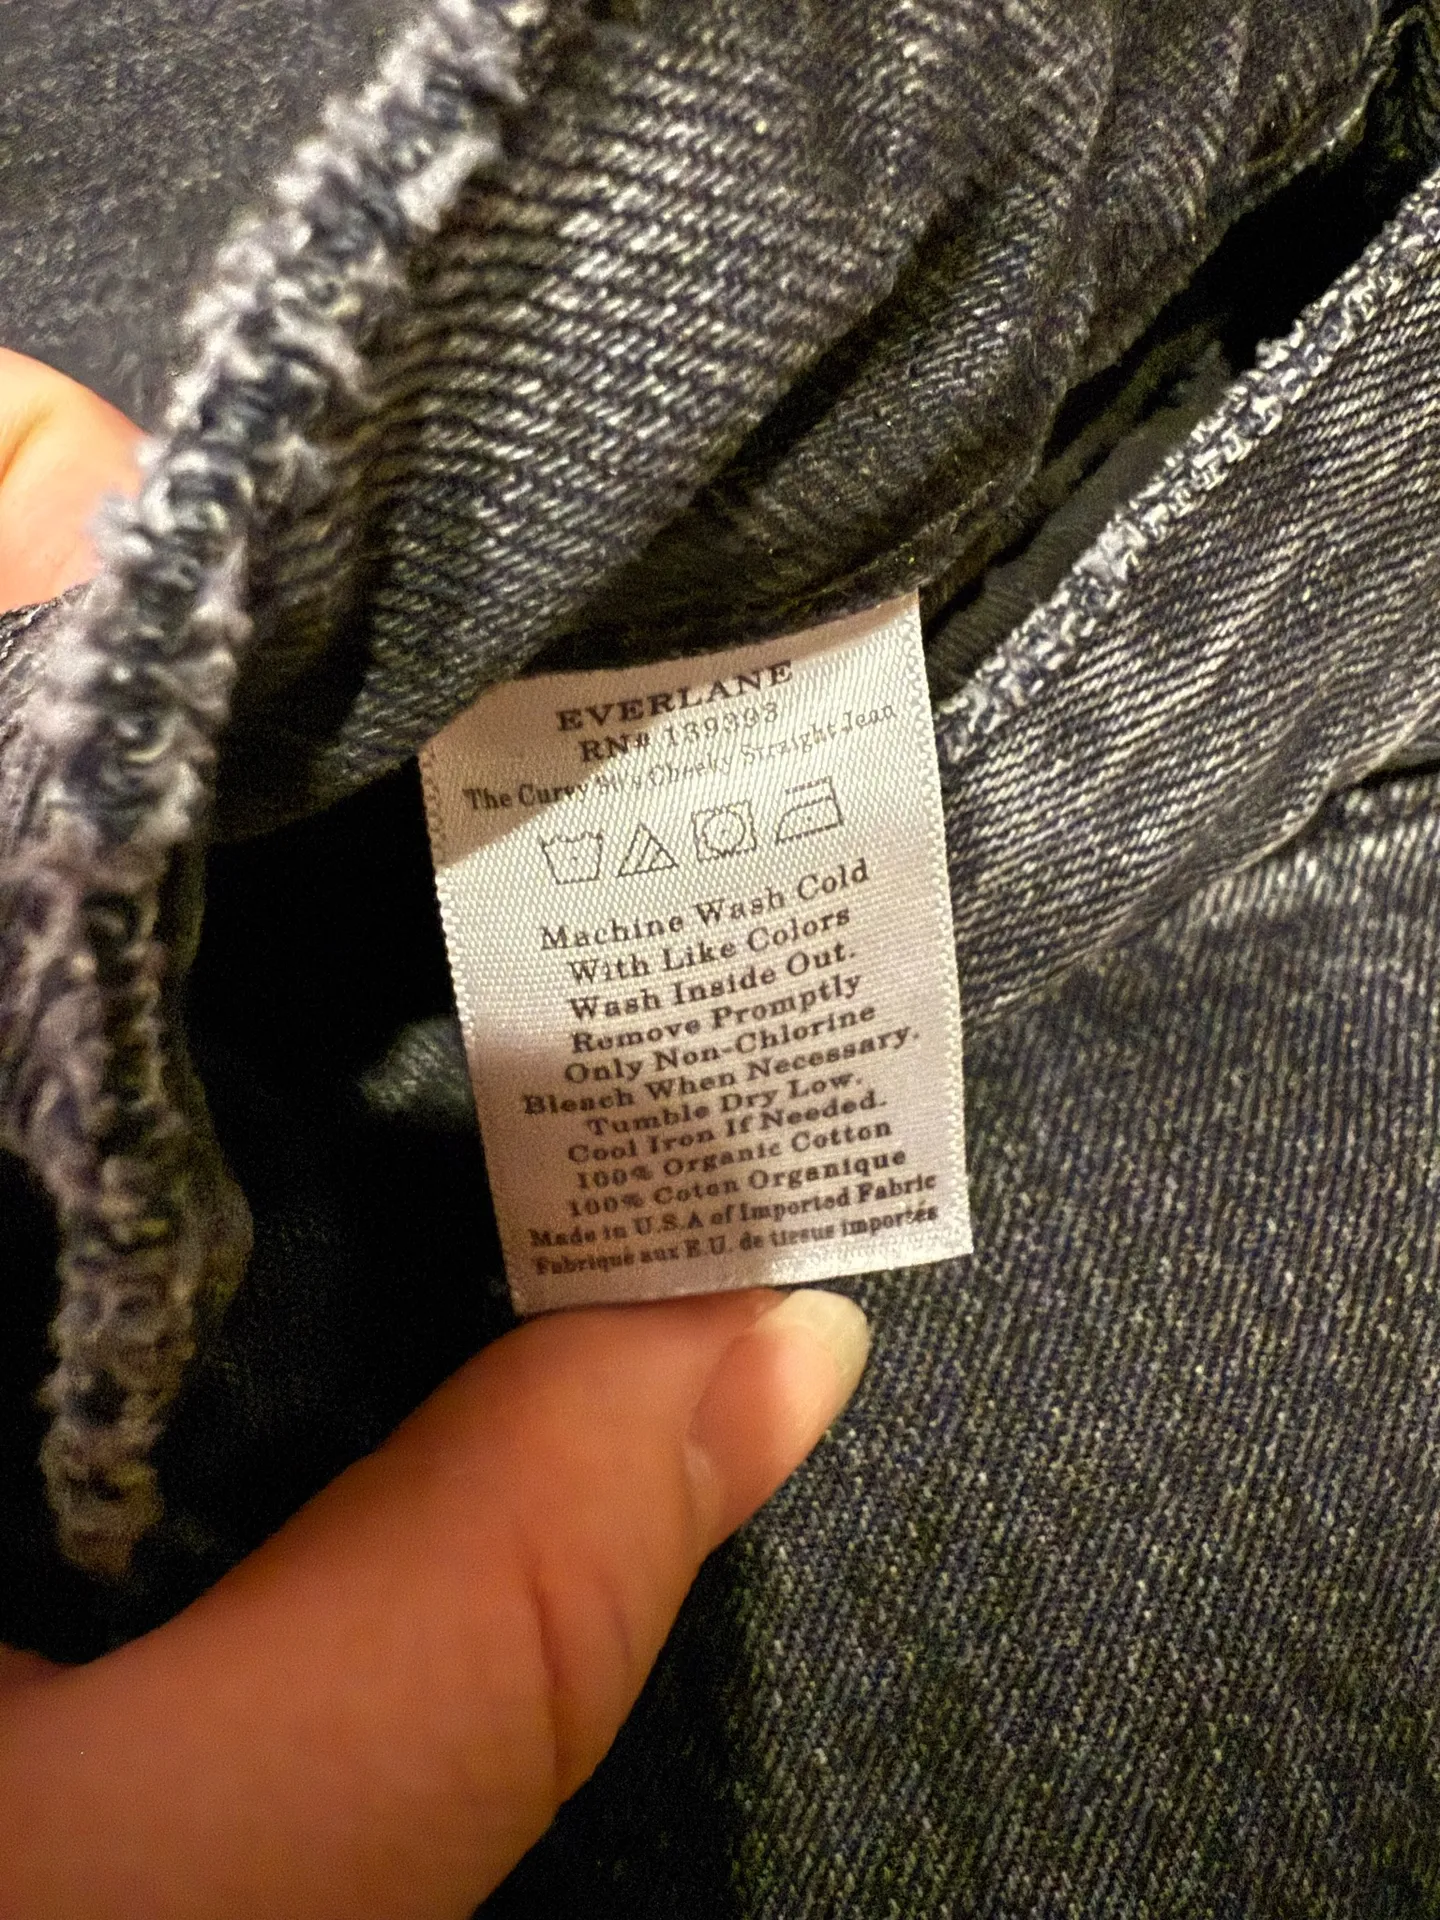 EVERLANE
RN# 139393
The Curvy 90's Cheeky Straight Jean
Machine Wash Cold
With Like Colors
Wash Inside Out.
Remove Promptly
Only Non-Chlorine
Bleach When Necessary.
Tumble Dry Low.
Cool Iron If Needed.
100% Organic Cotton
100% Coton Organique
Made in U.S.A of Imported Fabric
Fabrique aux E.U. de tissus importés